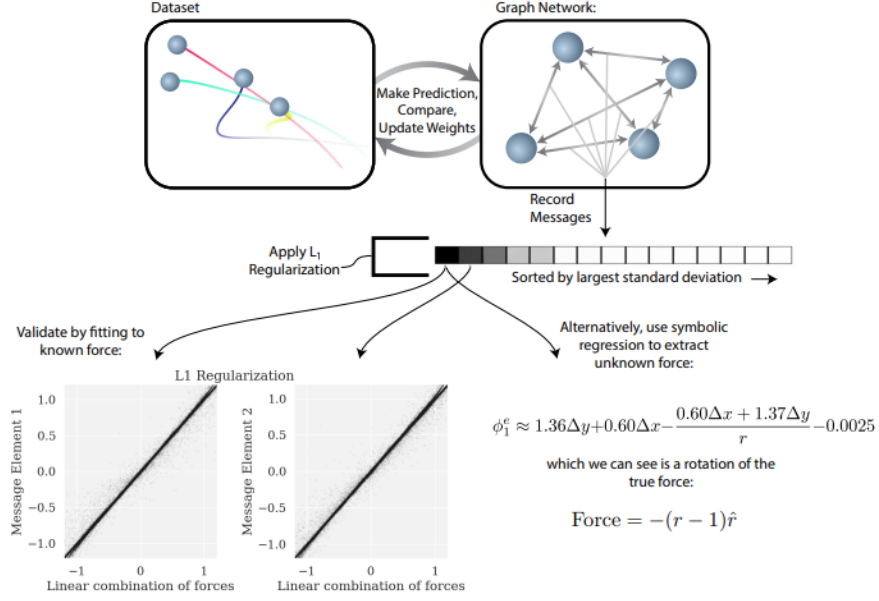 Dataset
Graph Network:
Make Prediction,
Compare,
Update Weights
Record
Messages
Apply L₁
Regularization
Sorted by largest standard deviation
Validate by fitting to
known force:
Alternatively, use symbolic
regression to extract
unknown force:
L1 Regularization
Message Element 1
1.0
0.5
0.0
−0.5
−1.0
−1
0
1
Linear combination of forces
Message Element 2
1.0
0.5
0.0
−0.5
−1.0
−1
0
1
Linear combination of forces
ϕ₁ᵉ ≈ 1.36Δy+0.60Δx−(0.60Δx + 1.37Δy)/r−0.0025
which we can see is a rotation of the
true force:
Force = −(r − 1)r̂